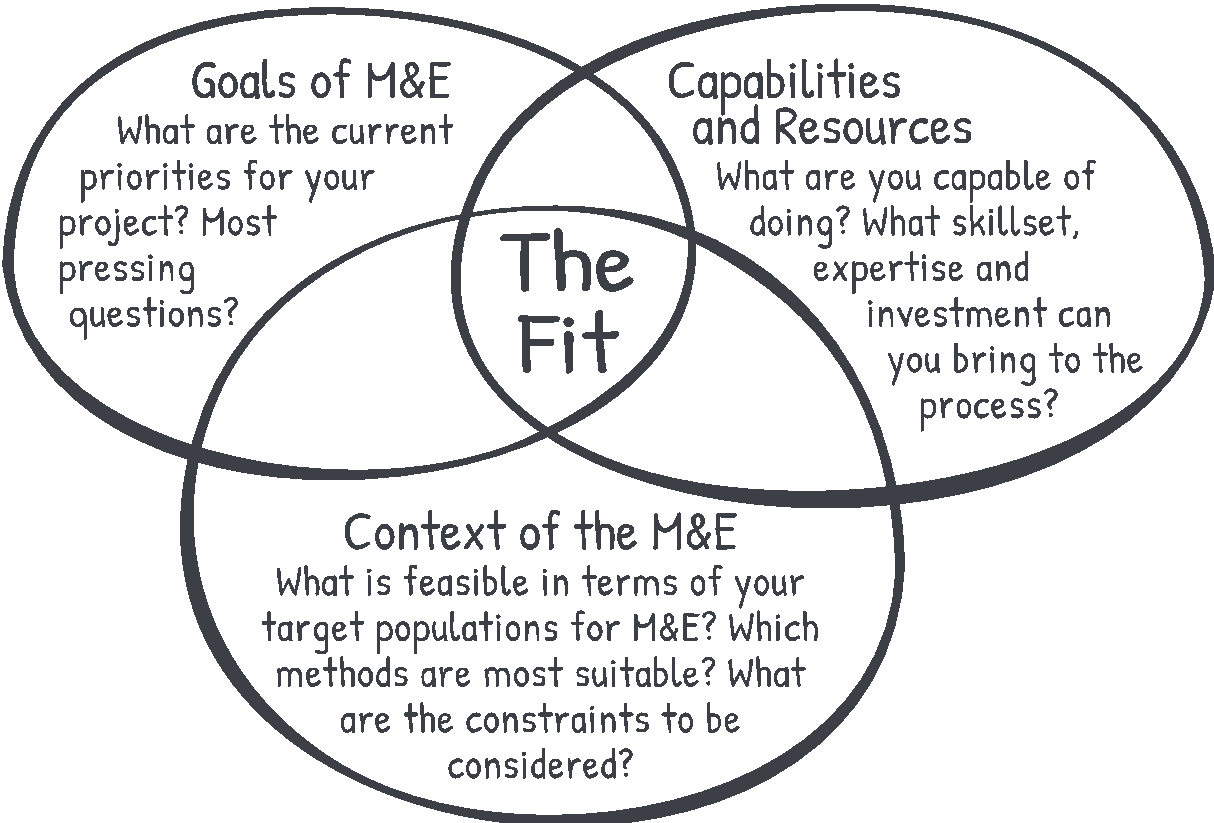 Goals of M&E
What are the current
priorities for your
project? Most
pressing
questions?
Capabilities
and Resources
What are you capable of
doing? What skillset,
expertise and
investment can
you bring to the
process?
The
Fit
Context of the M&E
What is feasible in terms of your
target populations for M&E? Which
methods are most suitable? What
are the constraints to be
considered?